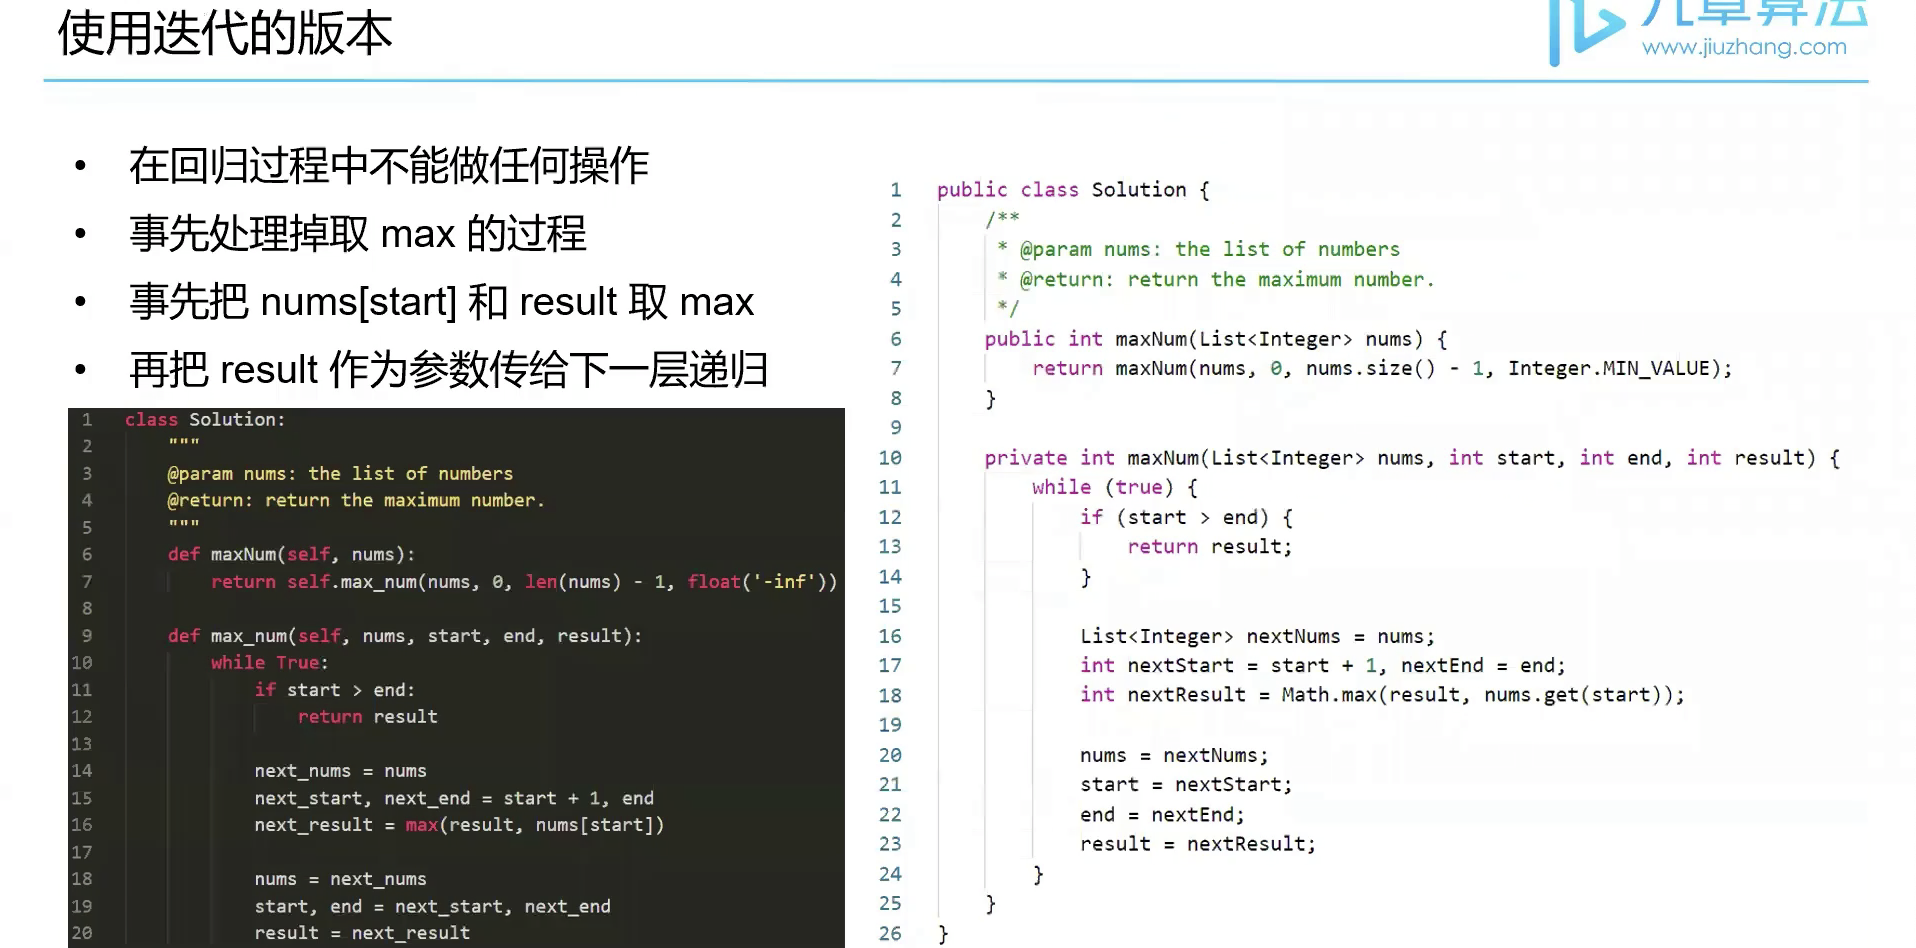 使用迭代的版本
九章算法
www.jiuzhang.com
• 在回归过程中不能做任何操作
• 事先处理掉取 max 的过程
• 事先把 nums[start] 和 result 取 max
• 再把 result 作为参数传给下一层递归
1 class Solution:
2 """
3 @param nums: the list of numbers
4 @return: return the maximum number.
5 """
6 def maxNum(self, nums):
7 return self.max_num(nums, 0, len(nums) - 1, float('-inf'))
8
9 def max_num(self, nums, start, end, result):
10 while True:
11 if start > end:
12 return result
13
14 next_nums = nums
15 next_start, next_end = start + 1, end
16 next_result = max(result, nums[start])
17
18 nums = next_nums
19 start, end = next_start, next_end
20 result = next_result
1 public class Solution {
2 /**
3 * @param nums: the list of numbers
4 * @return: return the maximum number.
5 */
6 public int maxNum(List<Integer> nums) {
7 return maxNum(nums, 0, nums.size() - 1, Integer.MIN_VALUE);
8 }
9
10 private int maxNum(List<Integer> nums, int start, int end, int result) {
11 while (true) {
12 if (start > end) {
13 return result;
14 }
15
16 List<Integer> nextNums = nums;
17 int nextStart = start + 1, nextEnd = end;
18 int nextResult = Math.max(result, nums.get(start));
19
20 nums = nextNums;
21 start = nextStart;
22 end = nextEnd;
23 result = nextResult;
24 }
25 }
26 }